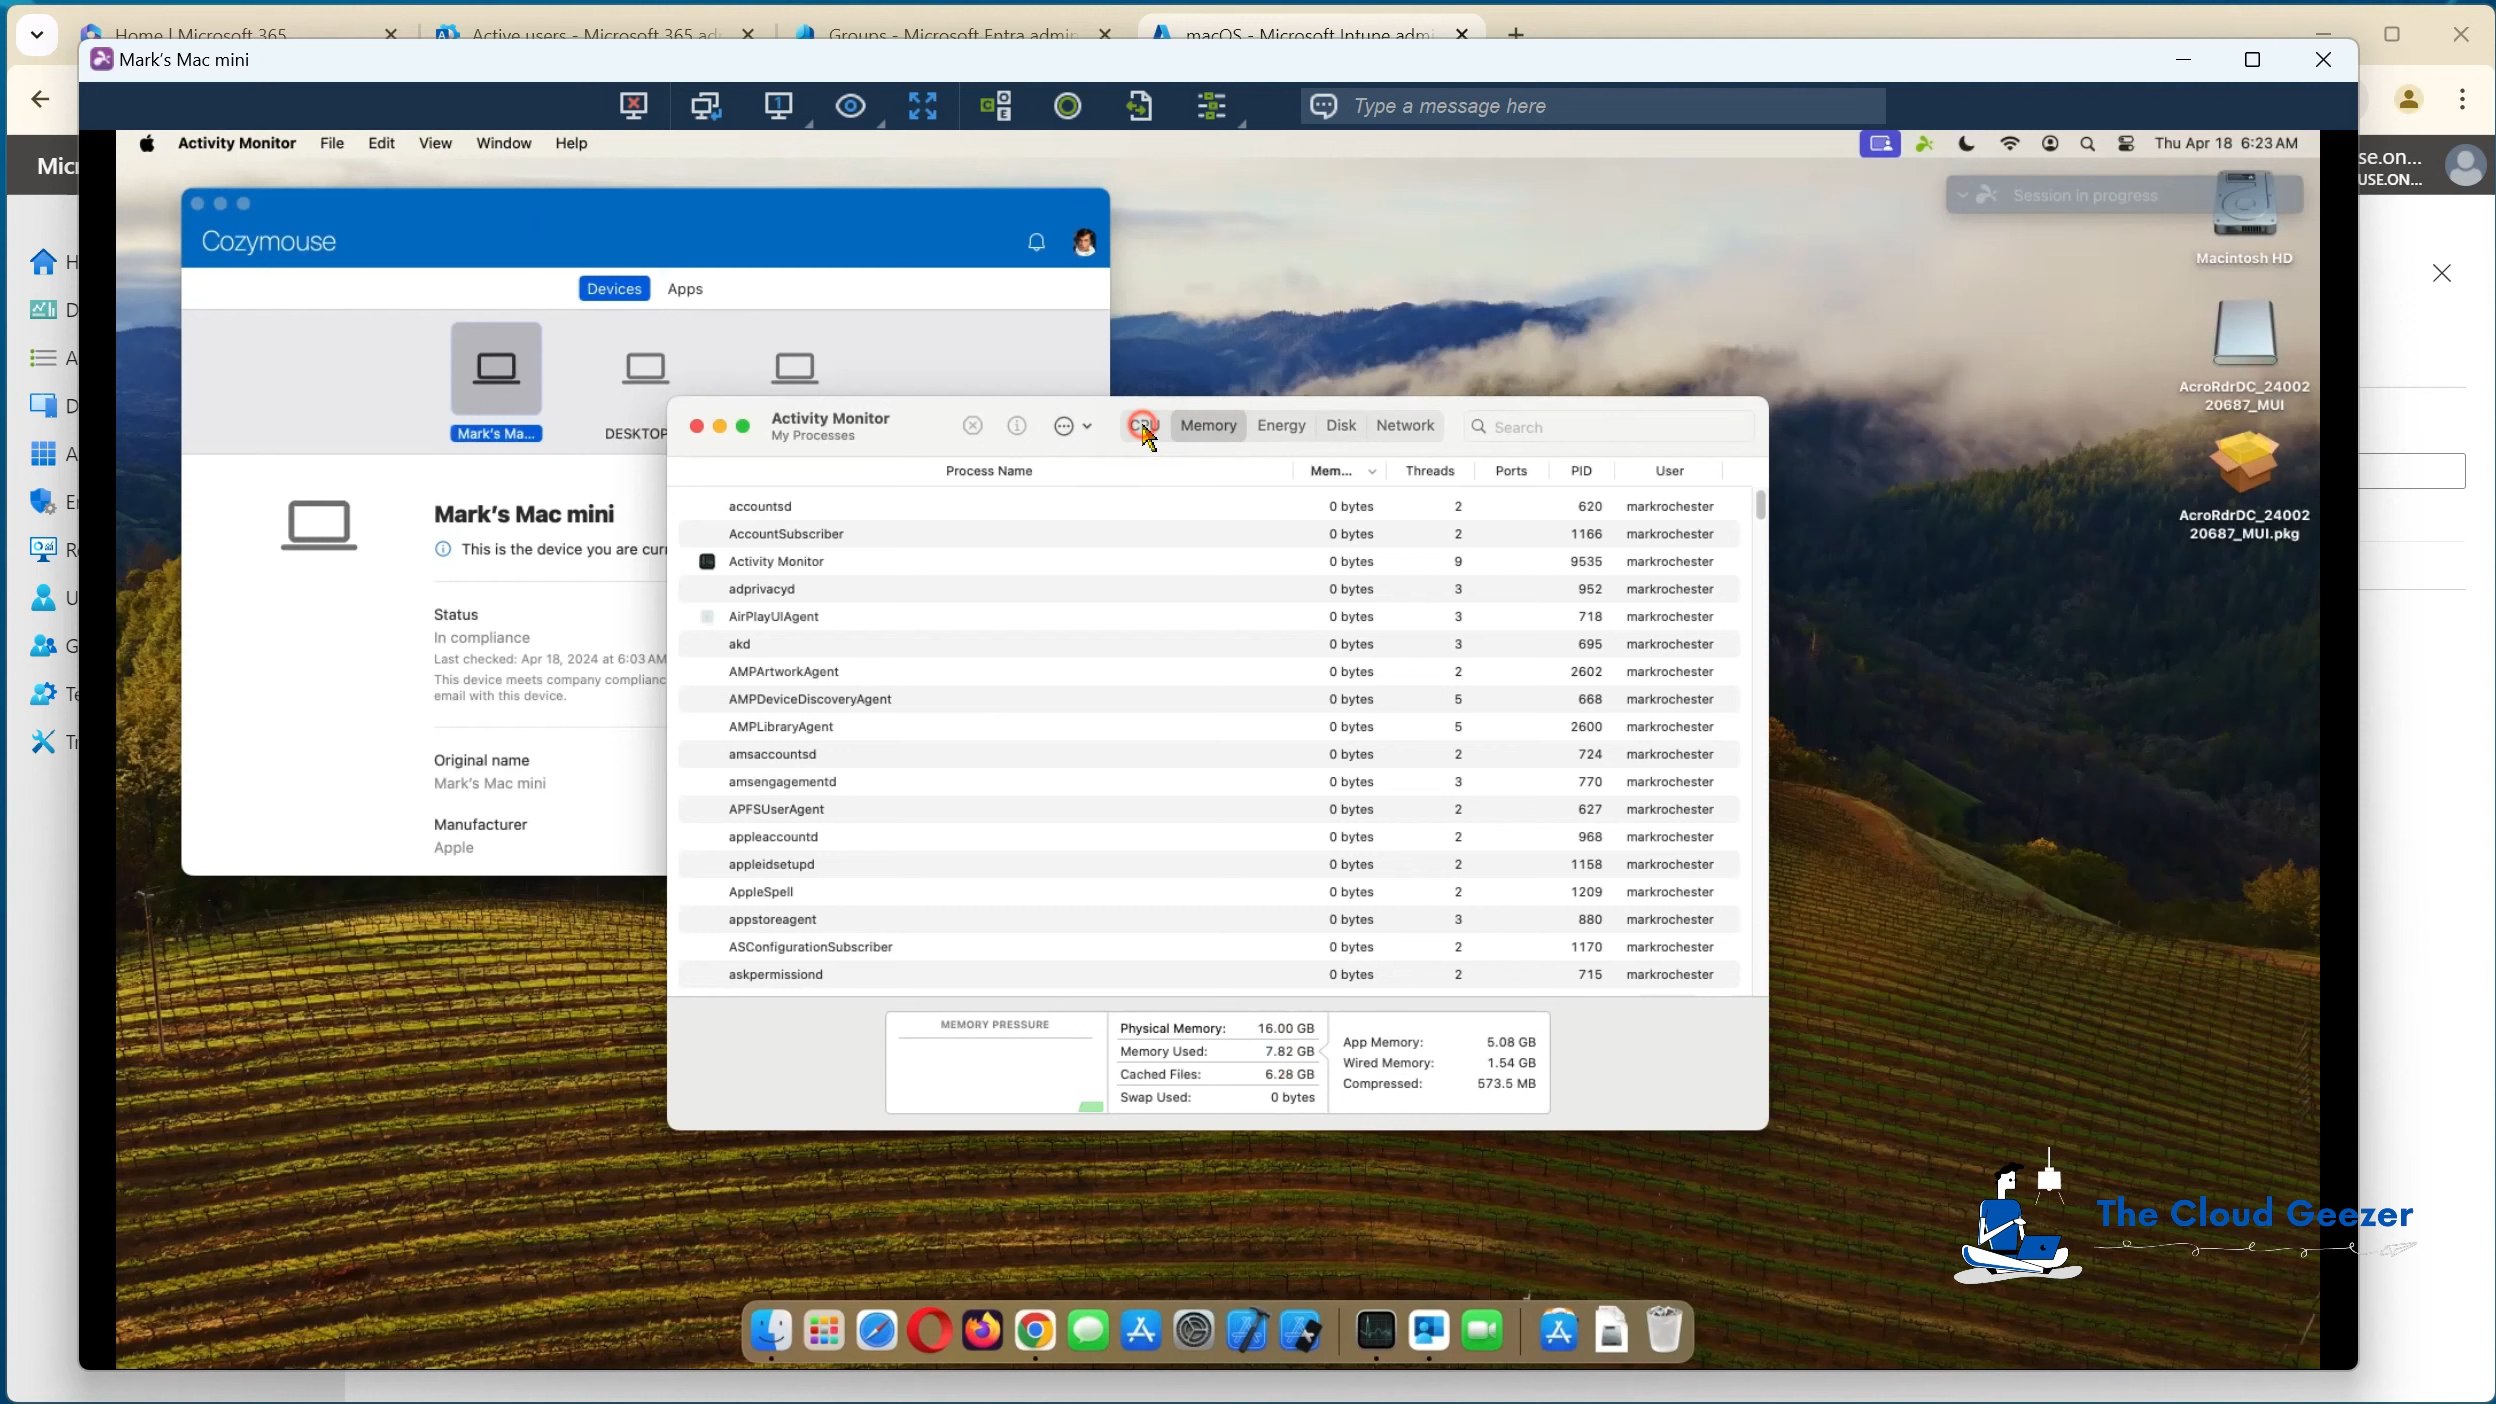 Home | Microsoft 365
Active users - Microsoft 365 ad
Groups - Microsoft Entra admin
macOS - Microsoft Intune admi
Mark's Mac mini
Type a message here
Activity Monitor File Edit View Window Help
Thu Apr 18 6:23 AM
Micr
se.on...
USE.ON...
Session in progress
Macintosh HD
AcroRdrDC_24002
20687_MUI
AcroRdrDC_24002
20687_MUI.pkg
Cozymouse
Devices Apps
Mark's Ma...
DESKTOP
Mark's Mac mini
This is the device you are curr
Status
In compliance
Last checked: Apr 18, 2024 at 6:03 AM
This device meets company complianc
email with this device.
Original name
Mark's Mac mini
Manufacturer
Apple
Activity Monitor
My Processes
CPU Memory Energy Disk Network
Search
Process Name Mem... Threads Ports PID User
accountsd 0 bytes 2 620 markrochester
AccountSubscriber 0 bytes 2 1166 markrochester
Activity Monitor 0 bytes 9 9535 markrochester
adprivacyd 0 bytes 3 952 markrochester
AirPlayUIAgent 0 bytes 3 718 markrochester
akd 0 bytes 3 695 markrochester
AMPArtworkAgent 0 bytes 2 2602 markrochester
AMPDeviceDiscoveryAgent 0 bytes 5 668 markrochester
AMPLibraryAgent 0 bytes 5 2600 markrochester
amsaccountsd 0 bytes 2 724 markrochester
amsengagementd 0 bytes 3 770 markrochester
APFSUserAgent 0 bytes 2 627 markrochester
appleaccountd 0 bytes 2 968 markrochester
appleidsetupd 0 bytes 2 1158 markrochester
AppleSpell 0 bytes 2 1209 markrochester
appstoreagent 0 bytes 3 880 markrochester
ASConfigurationSubscriber 0 bytes 2 1170 markrochester
askpermissiond 0 bytes 2 715 markrochester
MEMORY PRESSURE
Physical Memory: 16.00 GB
Memory Used: 7.82 GB
Cached Files: 6.28 GB
Swap Used: 0 bytes
App Memory: 5.08 GB
Wired Memory: 1.54 GB
Compressed: 573.5 MB
The Cloud Geezer